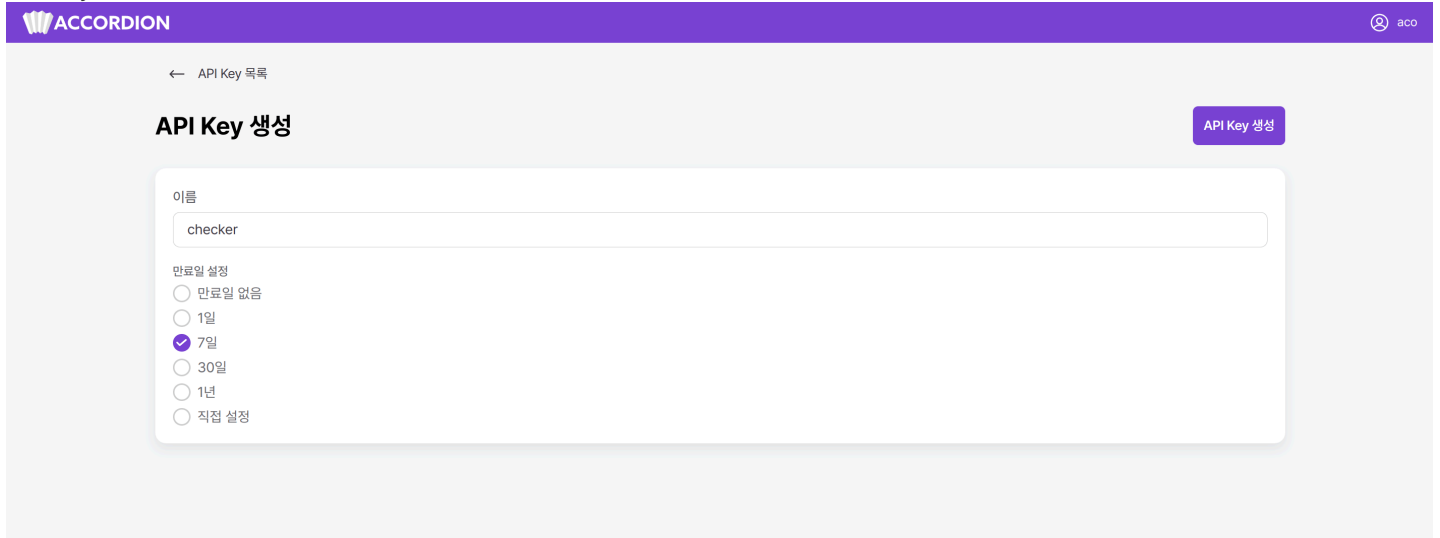 ACCORDION aco
← API Key 목록
API Key 생성 API Key 생성
이름
checker
만료일 설정
만료일 없음
1일
7일
30일
1년
직접 설정